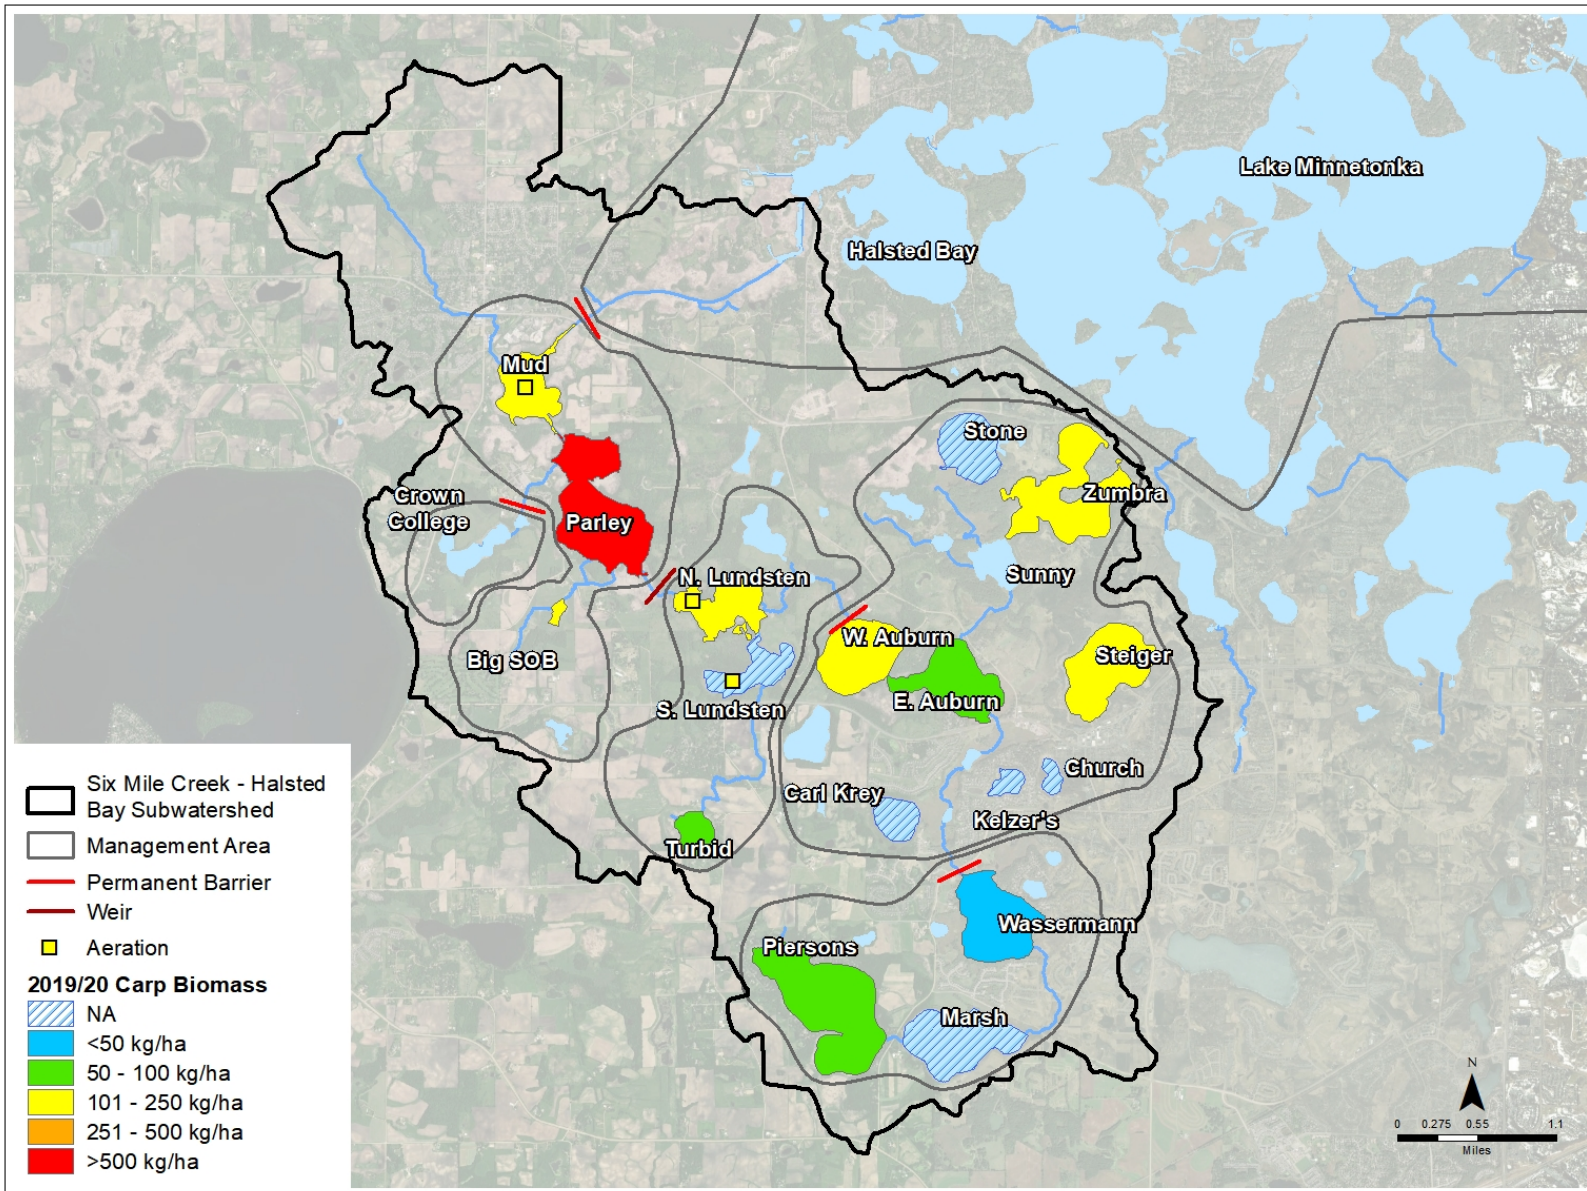 Lake Minnetonka
Halsted Bay
Mud
Stone
Zumbra
Crown
College
Parley
Sunny
N. Lundsten
W. Auburn
Steiger
Big SOB
E. Auburn
S. Lundsten
Church
Carl Krey
Kelzer's
Turbid
Wassermann
Piersons
Marsh
Six Mile Creek - Halsted
Bay Subwatershed
Management Area
Permanent Barrier
Weir
Aeration
2019/20 Carp Biomass
NA
<50 kg/ha
50 - 100 kg/ha
101 - 250 kg/ha
251 - 500 kg/ha
>500 kg/ha
N
0 0.275 0.55 1.1
Miles